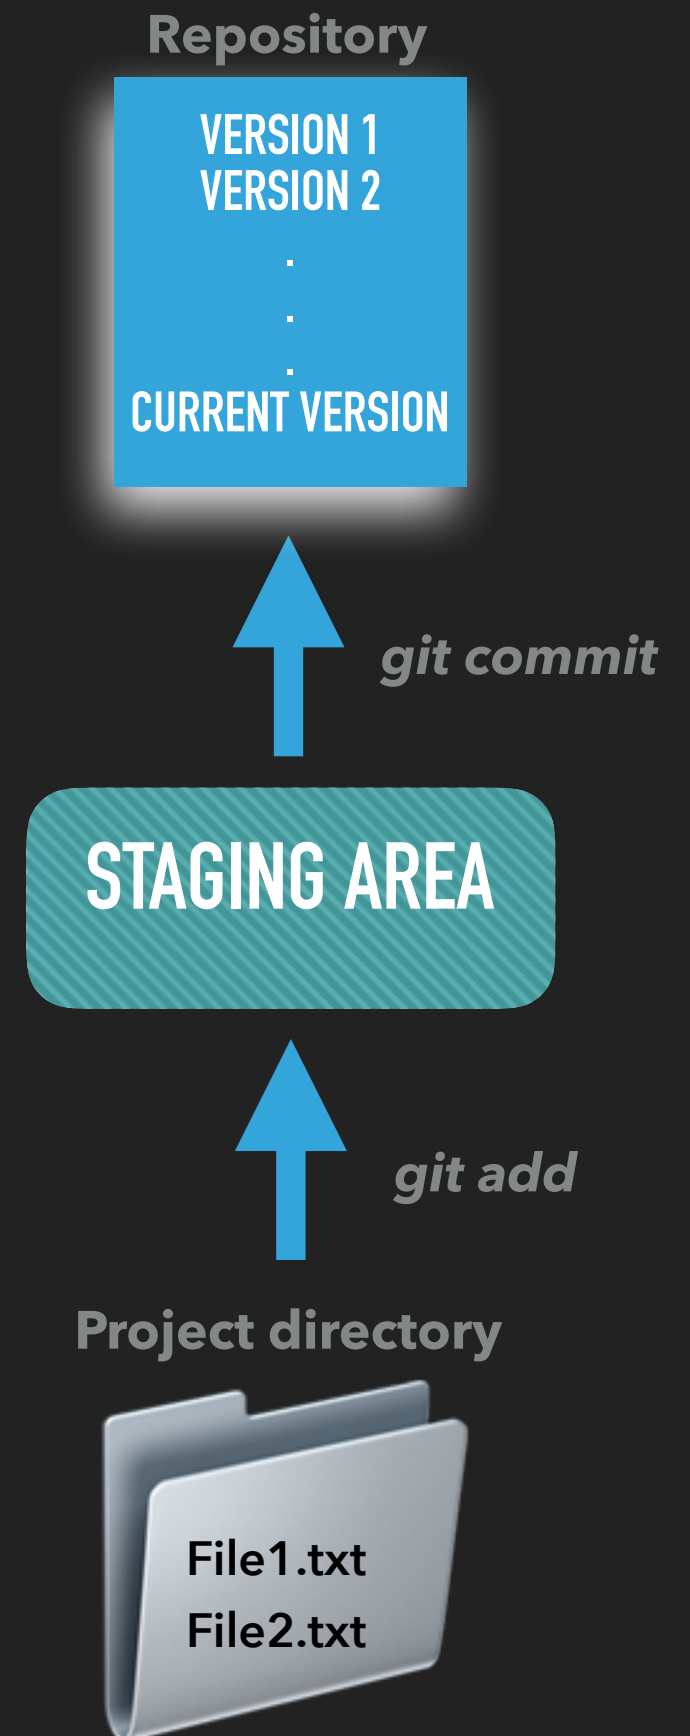 Repository
VERSION 1
VERSION 2
.
.
.
CURRENT VERSION
git commit
STAGING AREA
git add
Project directory
File1.txt
File2.txt